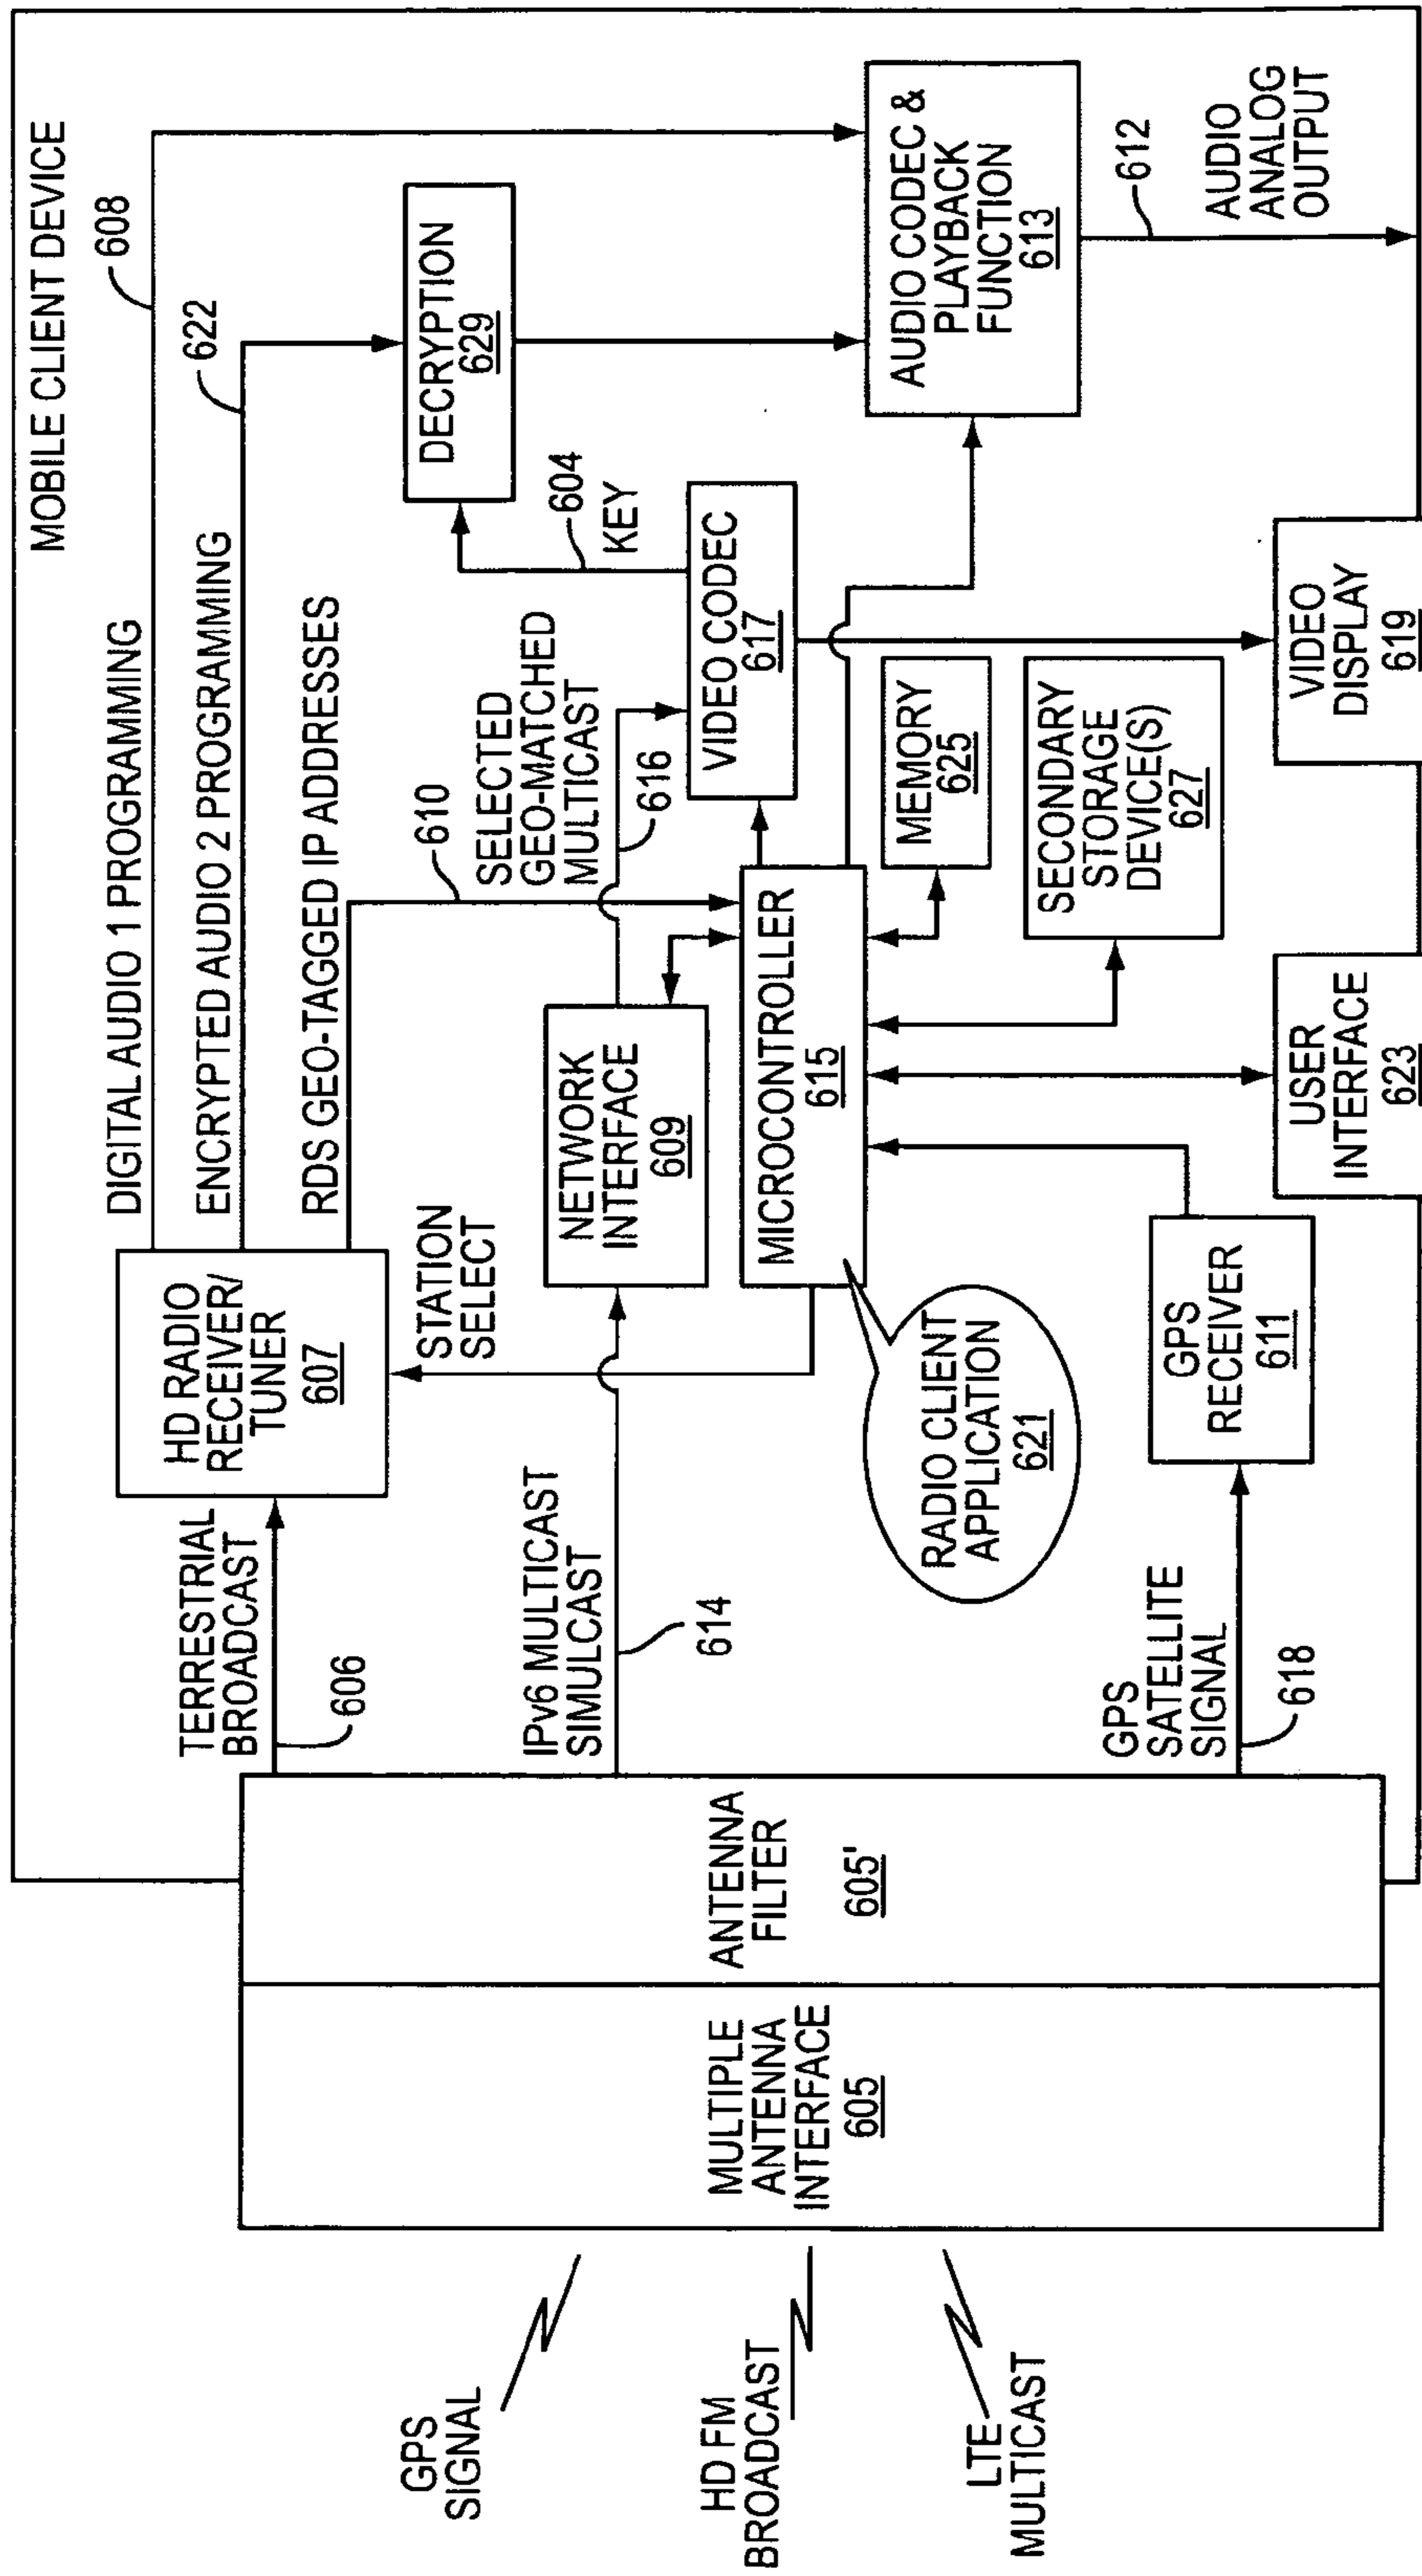 MOBILE CLIENT DEVICE
GPS
SIGNAL
HD FM
BROADCAST
LTE
MULTICAST
MULTIPLE
ANTENNA
INTERFACE
605
ANTENNA
FILTER
605'
TERRESTRIAL
BROADCAST
606
IPv6 MULTICAST
SIMULCAST
614
GPS
SATELLITE
SIGNAL
618
HD RADIO
RECEIVER/
TUNER
607
STATION
SELECT
DIGITAL AUDIO 1 PROGRAMMING
608
ENCRYPTED AUDIO 2 PROGRAMMING
622
RDS GEO-TAGGED IP ADDRESSES
610
NETWORK
INTERFACE
609
SELECTED
GEO-MATCHED
MULTICAST
616
MICROCONTROLLER
615
RADIO CLIENT
APPLICATION
621
GPS
RECEIVER
611
VIDEO CODEC
617
604
KEY
DECRYPTION
629
MEMORY
625
SECONDARY
STORAGE
DEVICE(S)
627
USER
INTERFACE
623
VIDEO
DISPLAY
619
AUDIO CODEC &
PLAYBACK
FUNCTION
613
612
AUDIO
ANALOG
OUTPUT